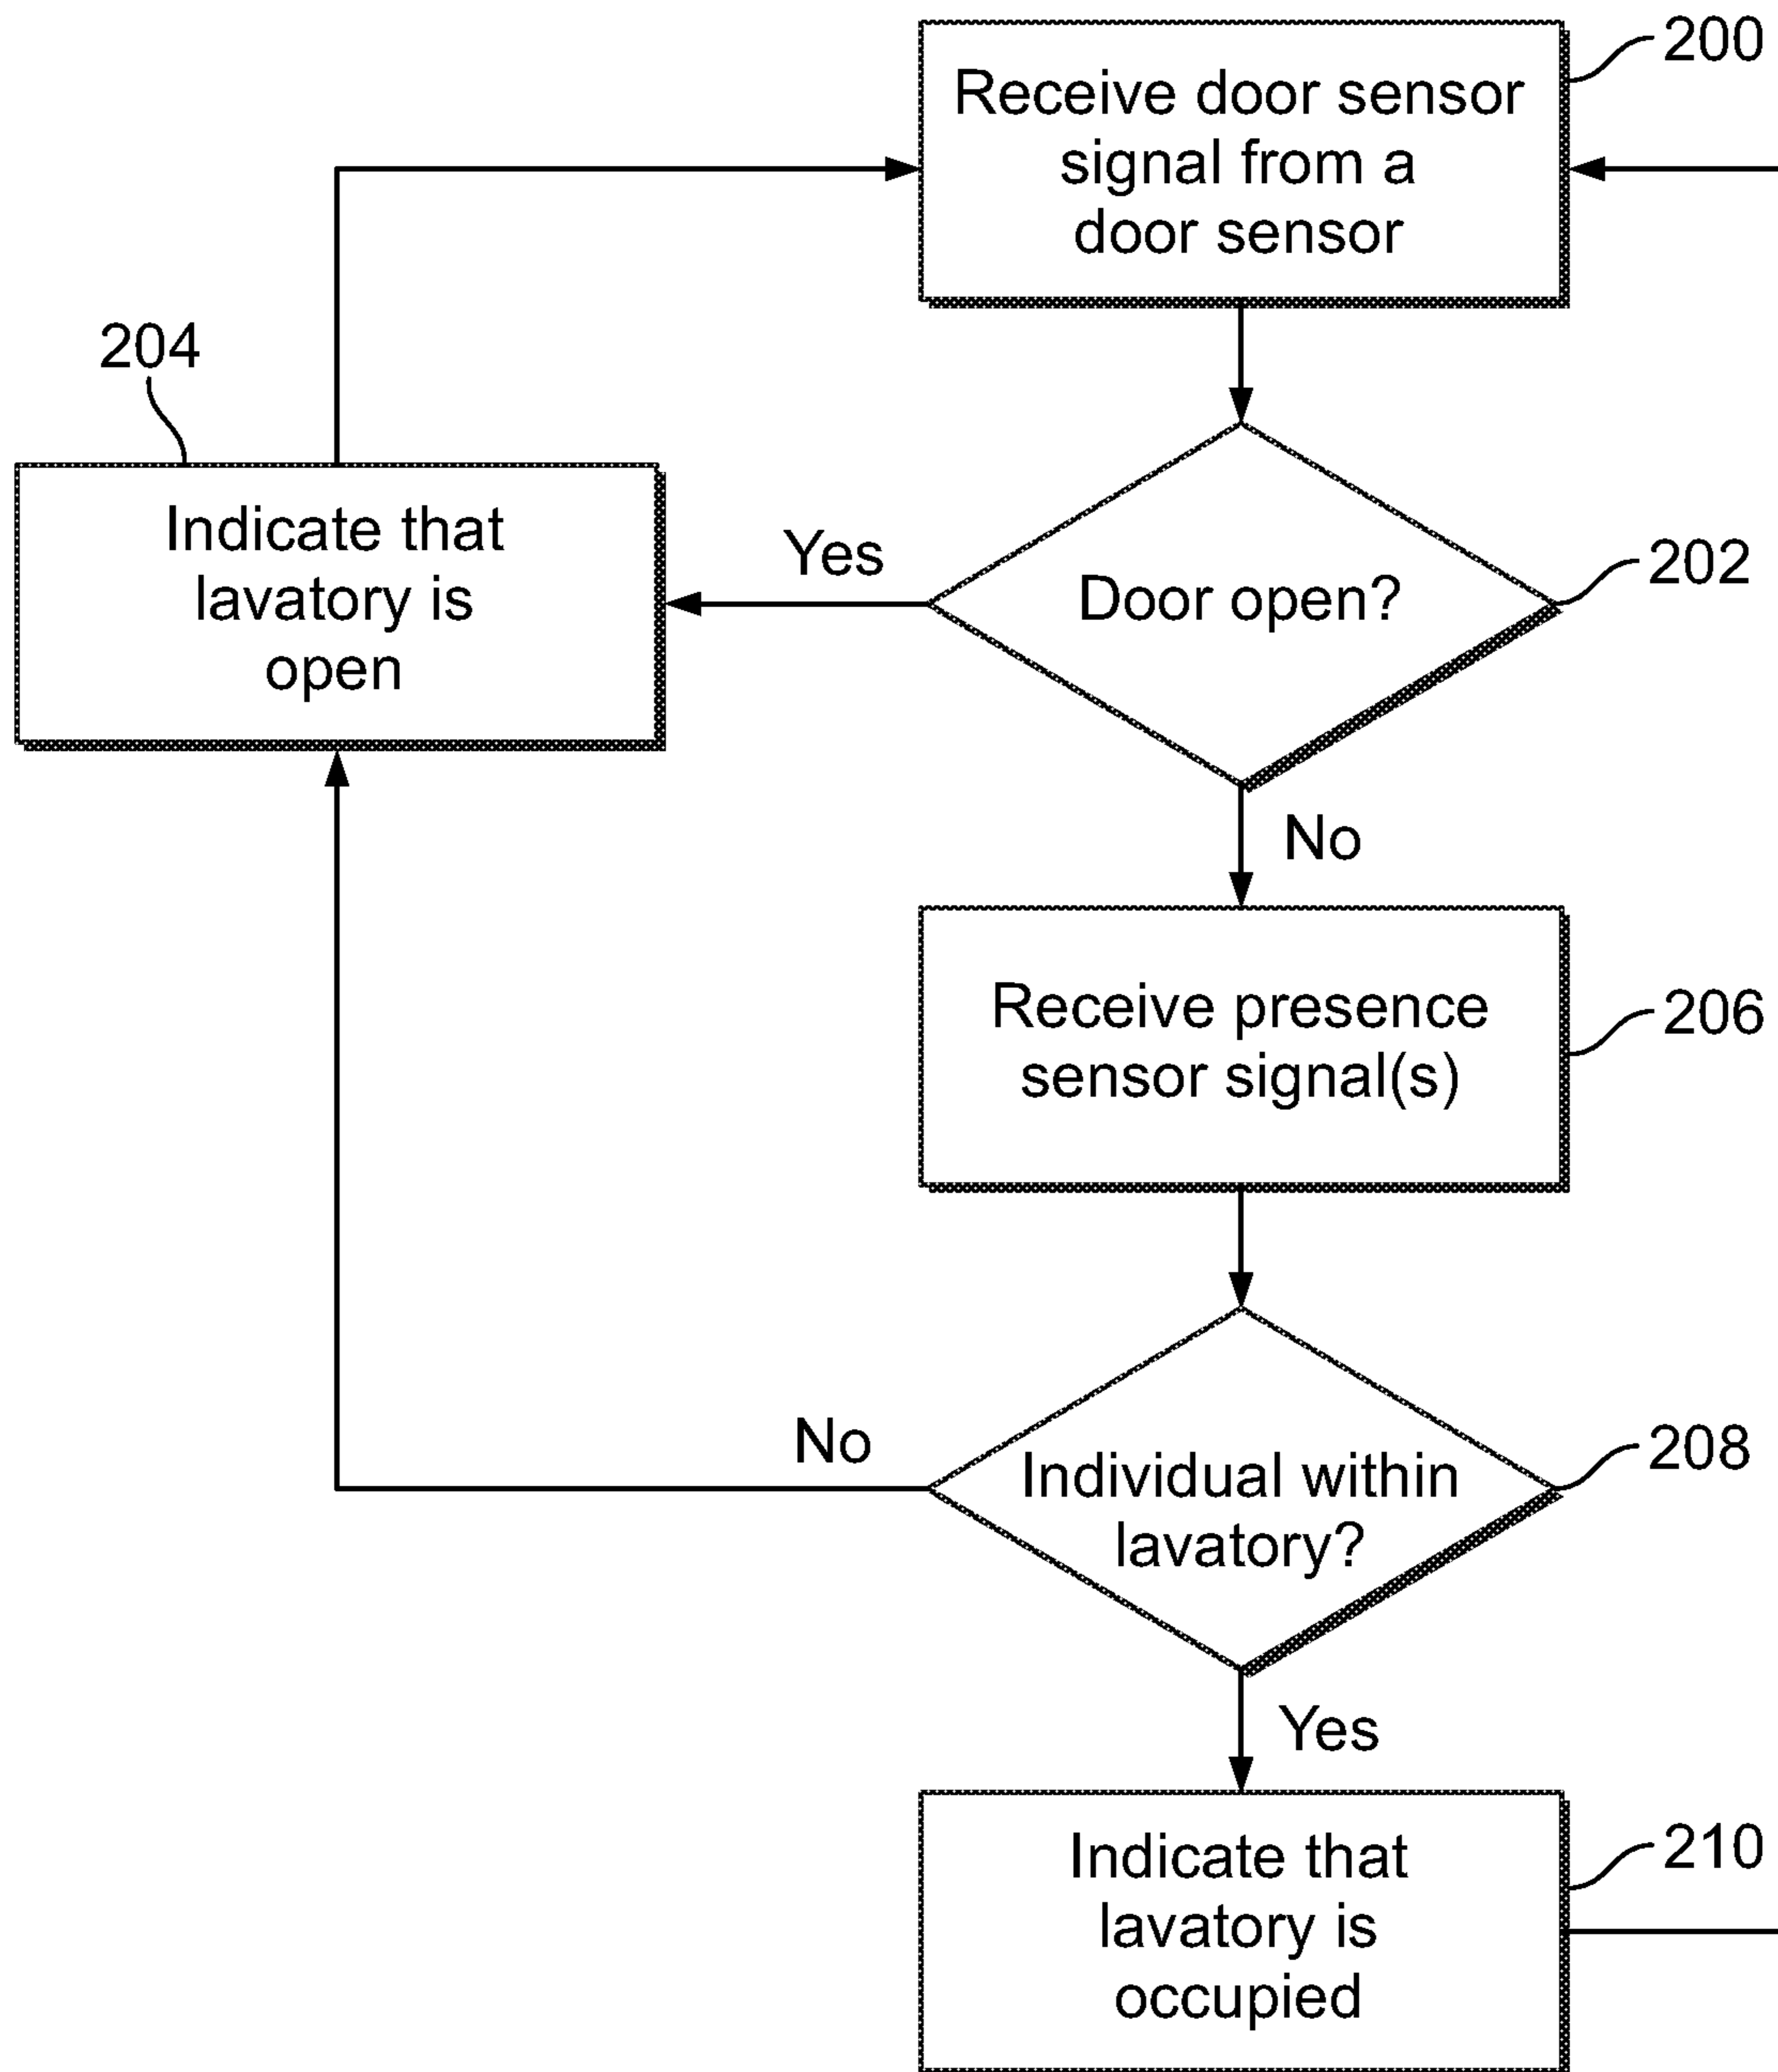 200
Receive door sensor
signal from a
door sensor
204
Indicate that
lavatory is
open
Yes
Door open?
202
No
Receive presence
sensor signal(s)
206
No
Individual within
lavatory?
208
Yes
Indicate that
lavatory is
occupied
210